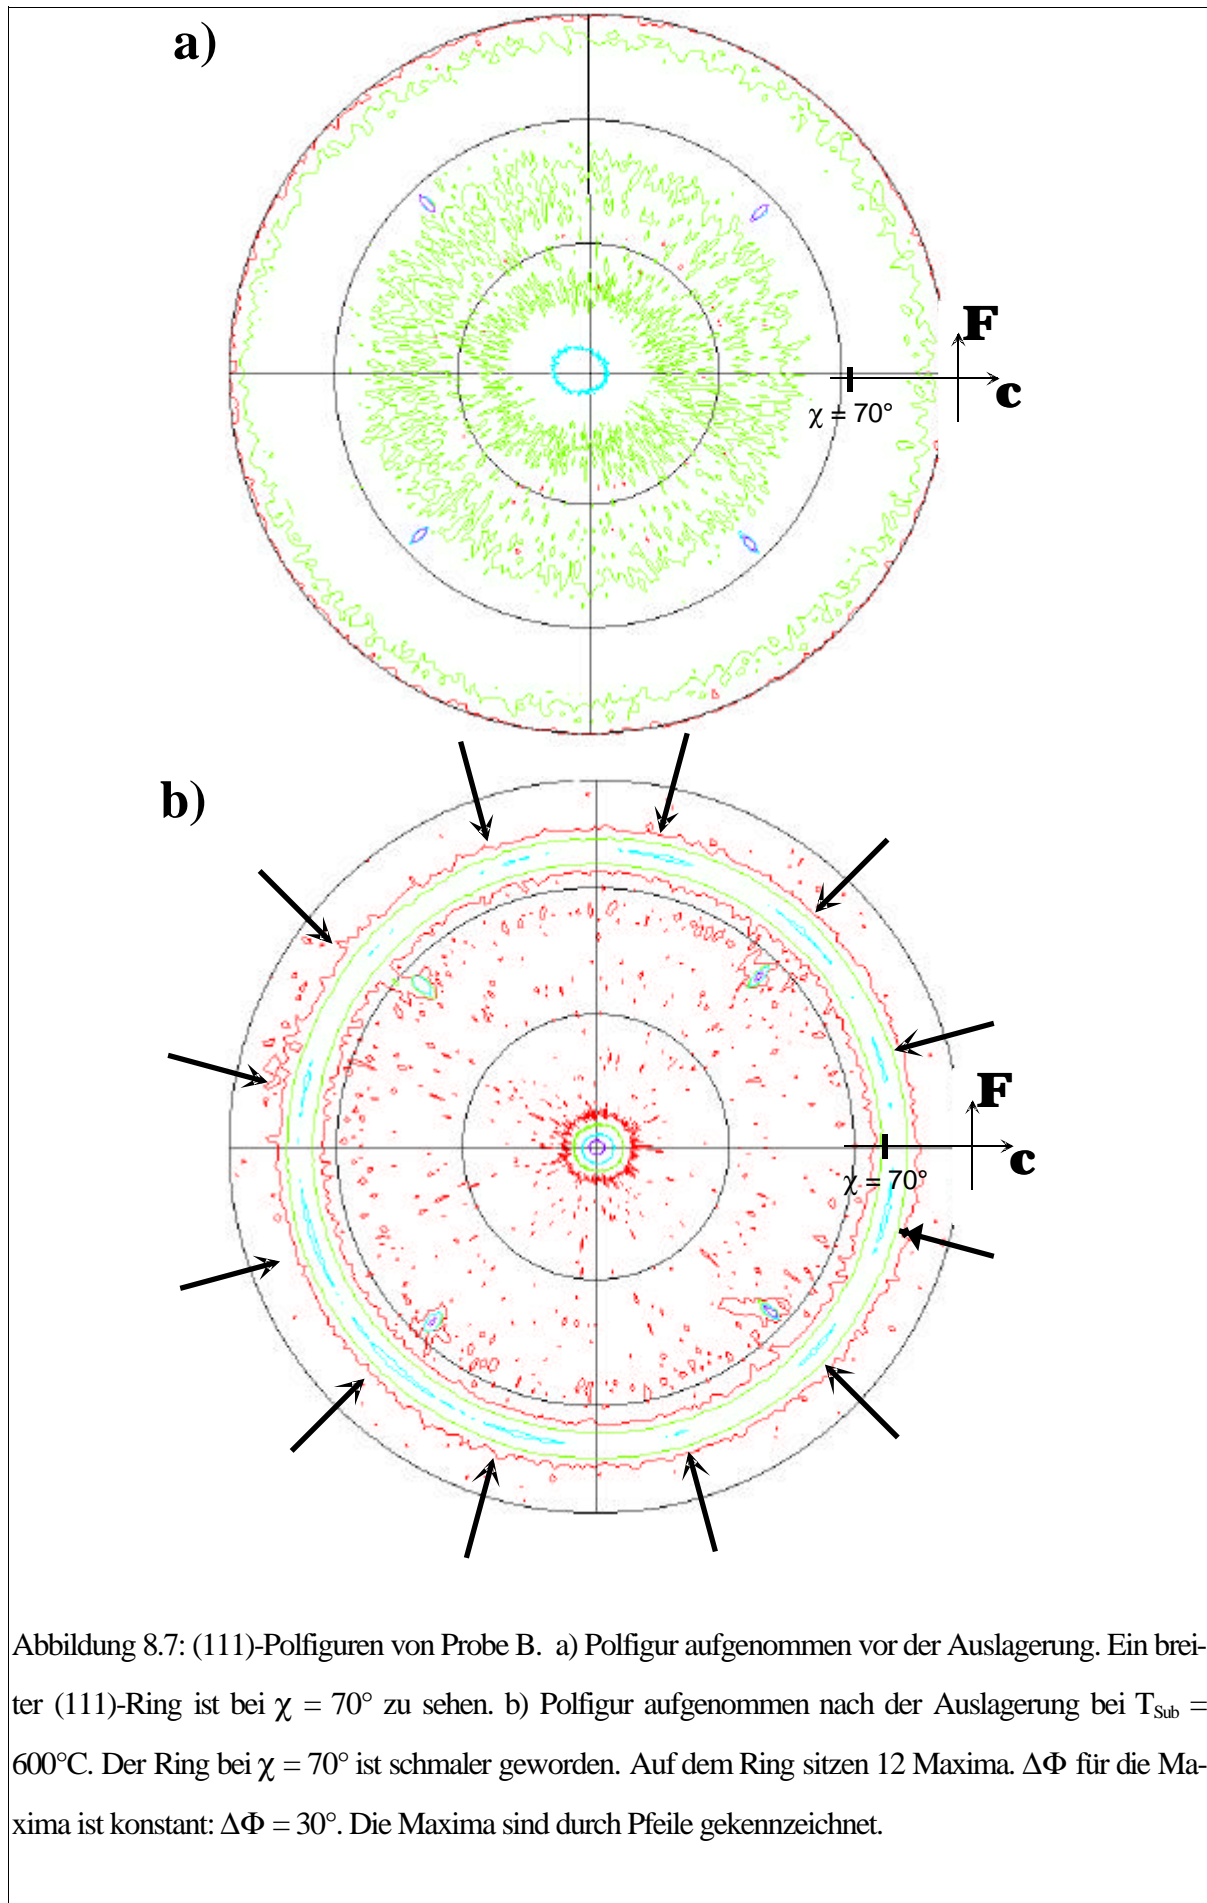 a)
F
c
χ = 70°
b)
F
c
χ = 70°
Abbildung 8.7: (111)-Polfiguren von Probe B. a) Polfigur aufgenommen vor der Auslagerung. Ein brei-
ter (111)-Ring ist bei χ = 70° zu sehen. b) Polfigur aufgenommen nach der Auslagerung bei T_Sub =
600°C. Der Ring bei χ = 70° ist schmaler geworden. Auf dem Ring sitzen 12 Maxima. ΔΦ für die Ma-
xima ist konstant: ΔΦ = 30°. Die Maxima sind durch Pfeile gekennzeichnet.